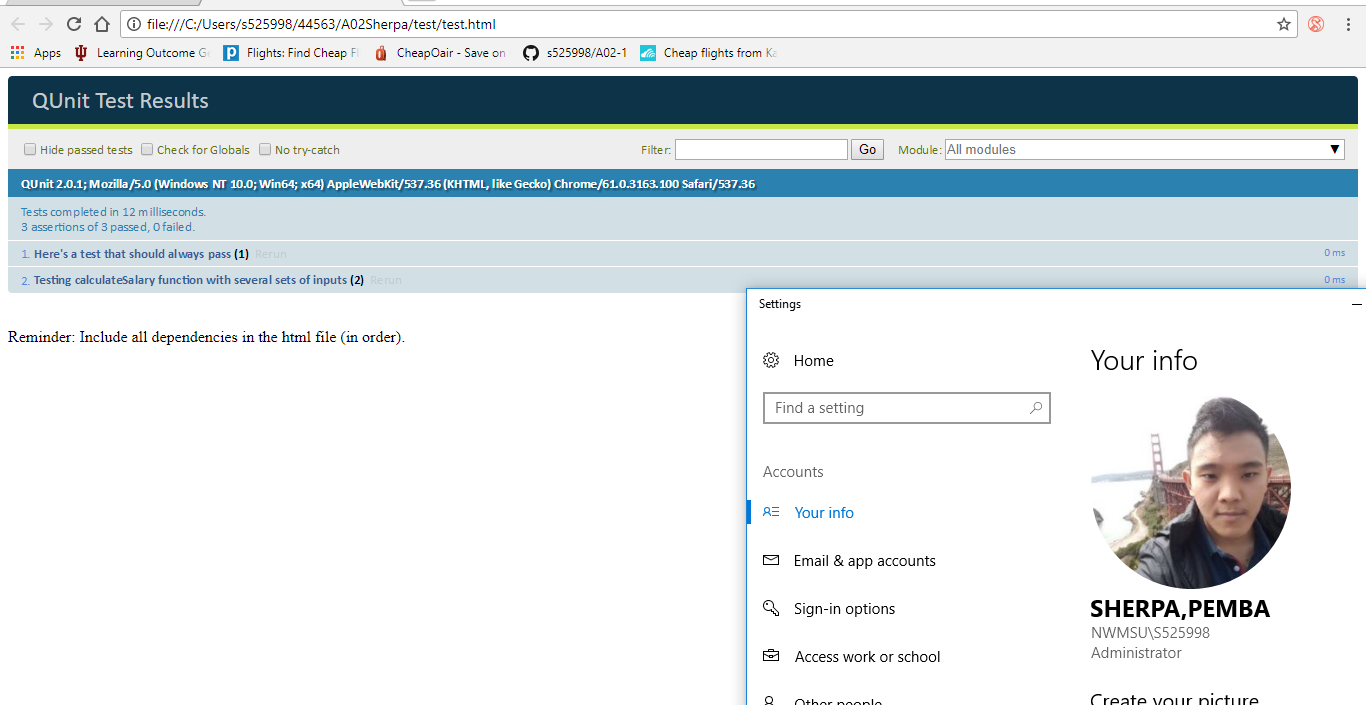 file:///C:/Users/s525998/44563/A02Sherpa/test/test.html
Apps Learning Outcome Flights: Find Cheap CheapOair - Save on s525998/A02-1 Cheap flights from
QUnit Test Results
Hide passed tests Check for Globals No try-catch Filter: Go Module: All modules
QUnit 2.0.1; Mozilla/5.0 (Windows NT 10.0; Win64; x64) AppleWebKit/537.36 (KHTML, like Gecko) Chrome/61.0.3163.100 Safari/537.36
Tests completed in 12 milliseconds.
3 assertions of 3 passed, 0 failed.
1. Here's a test that should always pass (1) Rerun 0 ms
2. Testing calculateSalary function with several sets of inputs (2) Rerun 0 ms
Reminder: Include all dependencies in the html file (in order).
Settings
Home
Find a setting
Accounts
Your info
Email & app accounts
Sign-in options
Access work or school
Other people
Your info
SHERPA,PEMBA
NWMSU\S525998
Administrator
Create your picture